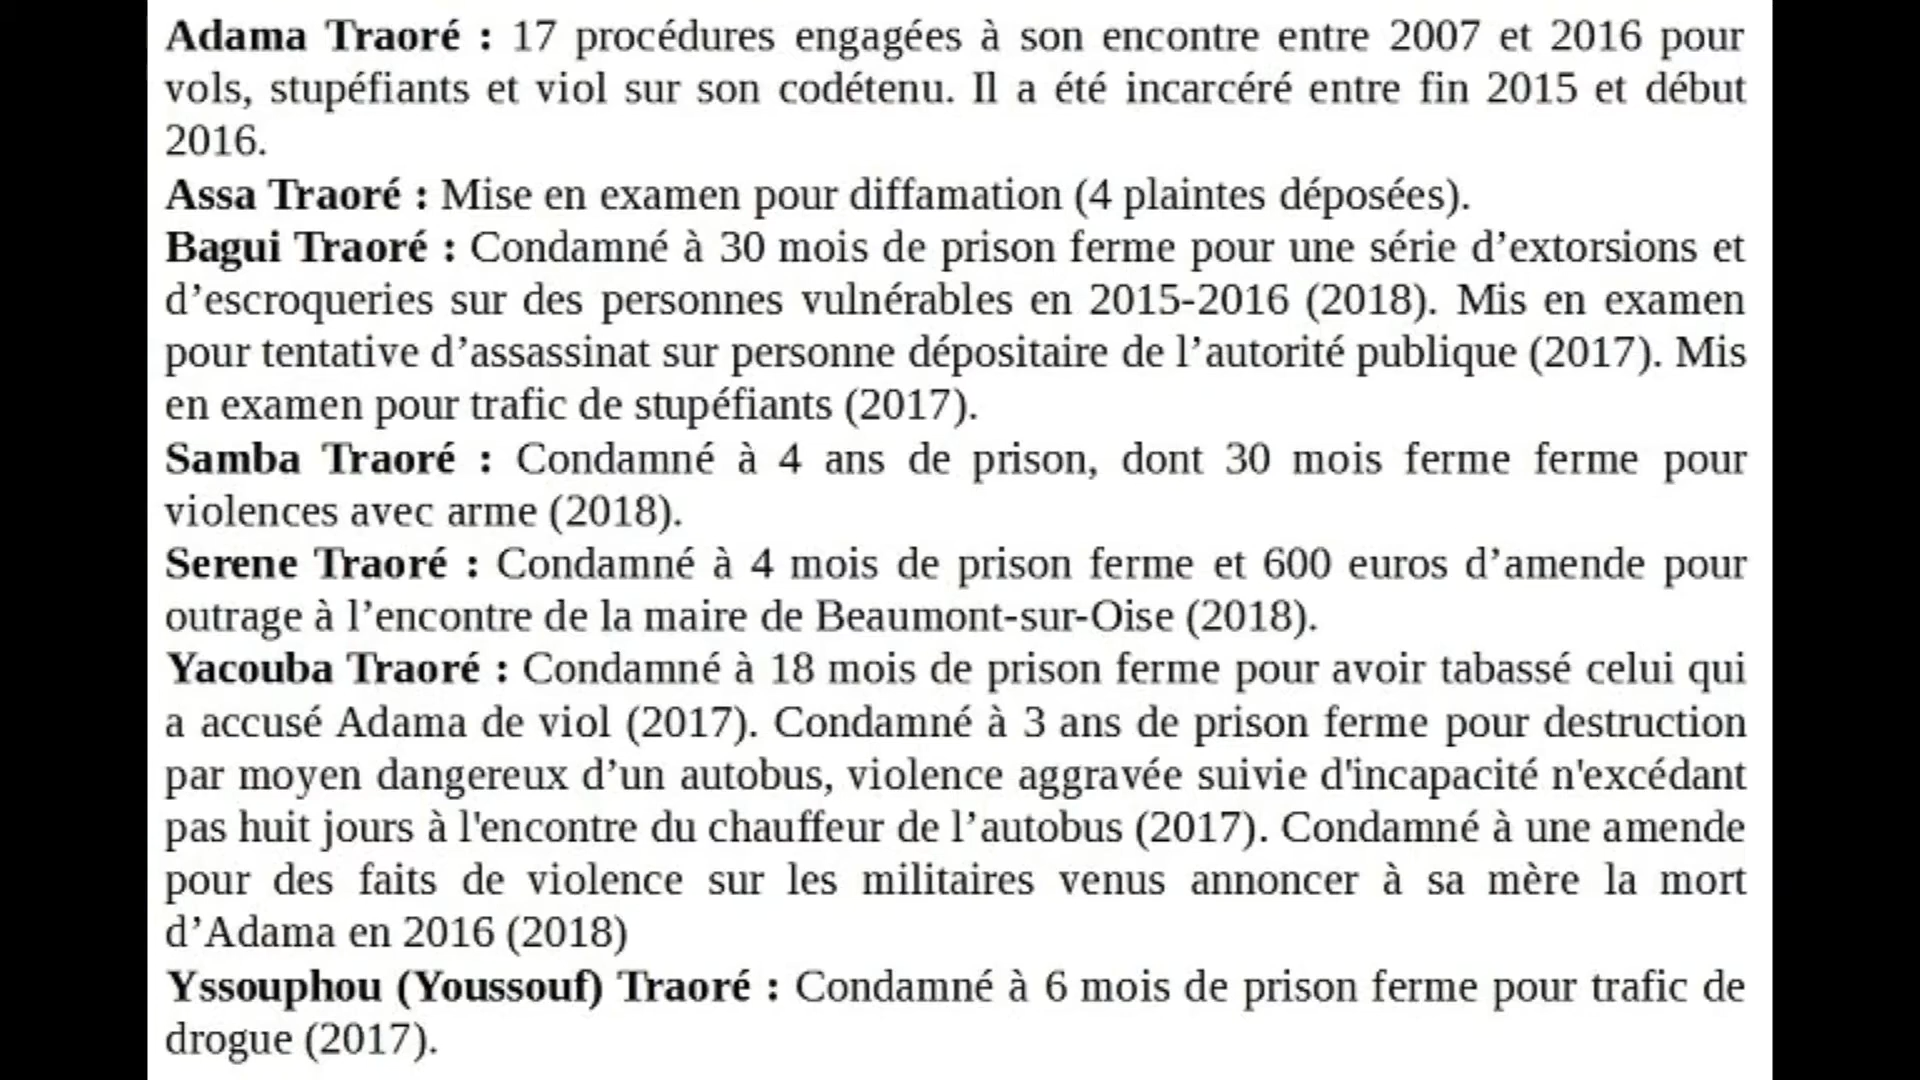 Adama Traoré : 17 procédures engagées à son encontre entre 2007 et 2016 pour
vols, stupéfiants et viol sur son codétenu. Il a été incarcéré entre fin 2015 et début
2016.
Assa Traoré : Mise en examen pour diffamation (4 plaintes déposées).
Bagui Traoré : Condamné à 30 mois de prison ferme pour une série d’extorsions et
d’escroqueries sur des personnes vulnérables en 2015-2016 (2018). Mis en examen
pour tentative d’assassinat sur personne dépositaire de l’autorité publique (2017). Mis
en examen pour trafic de stupéfiants (2017).
Samba Traoré : Condamné à 4 ans de prison, dont 30 mois ferme ferme pour
violences avec arme (2018).
Serene Traoré : Condamné à 4 mois de prison ferme et 600 euros d’amende pour
outrage à l’encontre de la maire de Beaumont-sur-Oise (2018).
Yacouba Traoré : Condamné à 18 mois de prison ferme pour avoir tabassé celui qui
a accusé Adama de viol (2017). Condamné à 3 ans de prison ferme pour destruction
par moyen dangereux d’un autobus, violence aggravée suivie d'incapacité n'excédant
pas huit jours à l'encontre du chauffeur de l’autobus (2017). Condamné à une amende
pour des faits de violence sur les militaires venus annoncer à sa mère la mort
d’Adama en 2016 (2018)
Yssouphou (Youssouf) Traoré : Condamné à 6 mois de prison ferme pour trafic de
drogue (2017).